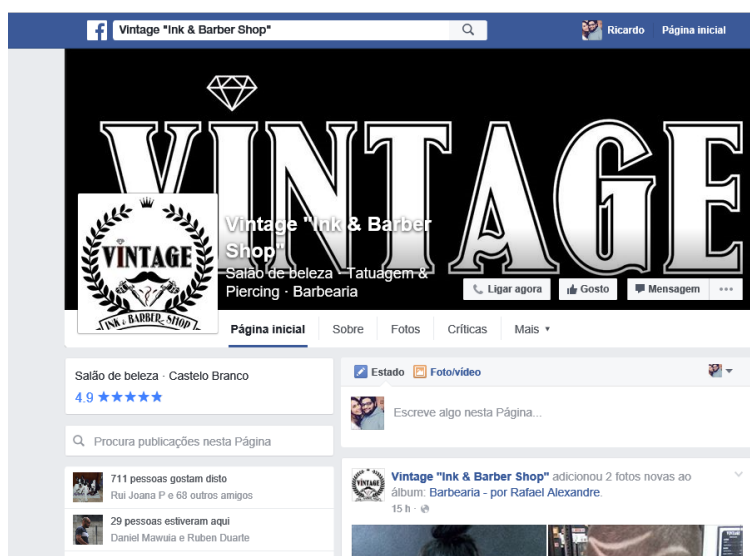 Vintage "Ink & Barber Shop"
Ricardo
Página inicial
VINTAGE
VINTAGE
INK & BARBER SHOP
Vintage "Ink & Barber
Shop"
Salão de beleza · Tatuagem &
Piercing · Barbearia
Ligar agora
Gosto
Mensagem
Página inicial
Sobre
Fotos
Críticas
Mais
Salão de beleza · Castelo Branco
4.9
Procura publicações nesta Página
711 pessoas gostam disto
Rui Joana P e 68 outros amigos
29 pessoas estiveram aqui
Daniel Mawuia e Ruben Duarte
Estado
Foto/vídeo
Escreve algo nesta Página...
VINTAGE
Vintage "Ink & Barber Shop" adicionou 2 fotos novas ao
álbum: Barbearia - por Rafael Alexandre.
15 h ·